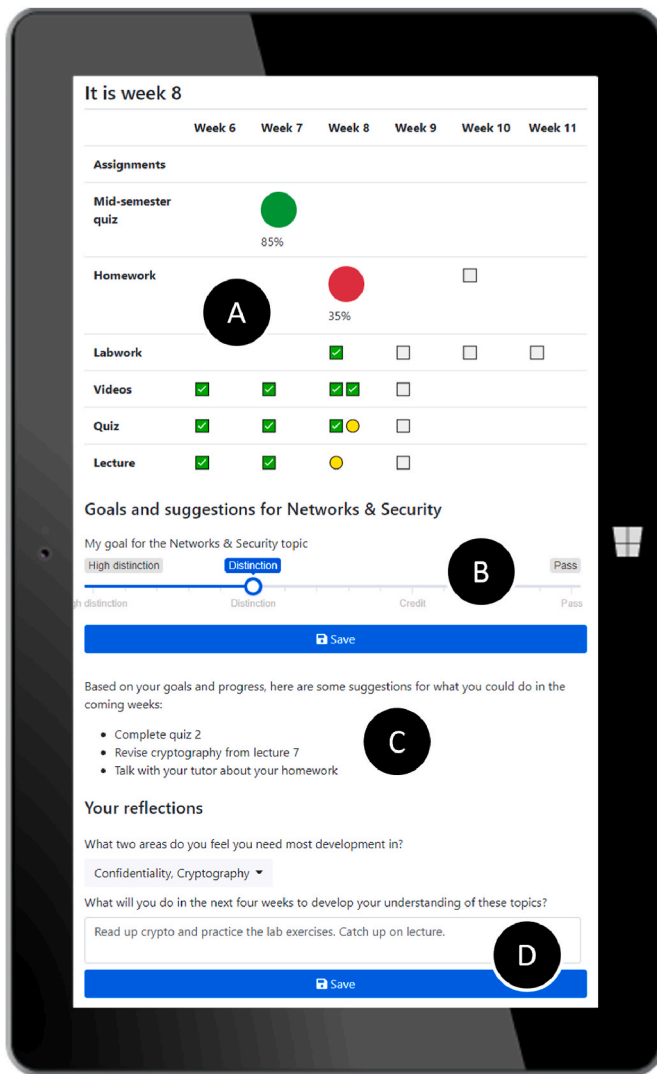 It is week 8
Week 6 Week 7 Week 8 Week 9 Week 10 Week 11
Assignments
Mid-semester
quiz
85%
Homework
A
35%
Labwork
Videos
Quiz
Lecture
Goals and suggestions for Networks & Security
My goal for the Networks & Security topic
High distinction Distinction Pass
B
gh distinction Distinction Credit Pass
Save
Based on your goals and progress, here are some suggestions for what you could do in the
coming weeks:
• Complete quiz 2
• Revise cryptography from lecture 7
• Talk with your tutor about your homework
C
Your reflections
What two areas do you feel you need most development in?
Confidentiality, Cryptography
What will you do in the next four weeks to develop your understanding of these topics?
Read up crypto and practice the lab exercises. Catch up on lecture.
D
Save